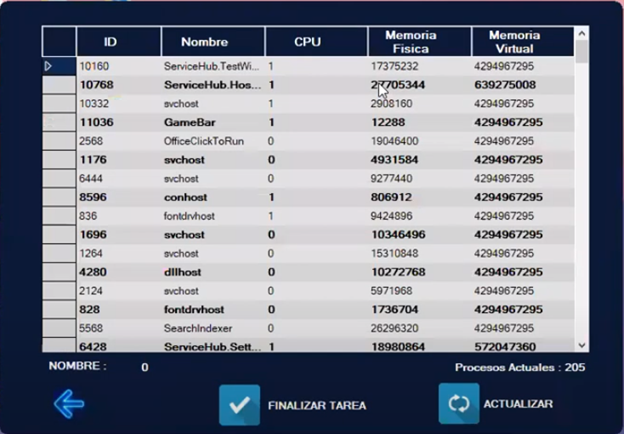 ID Nombre CPU Memoria Fisica Memoria Virtual
10160 ServiceHub.TestWi... 1 17375232 4294967295
10768 ServiceHub.Hos... 1 27705344 639275008
10332 svchost 1 2908160 4294967295
11036 GameBar 1 12288 4294967295
2568 OfficeClickToRun 0 19046400 4294967295
1176 svchost 0 4931584 4294967295
6444 svchost 0 9277440 4294967295
8596 conhost 1 806912 4294967295
836 fontdrvhost 1 9424896 4294967295
1696 svchost 0 10346496 4294967295
1264 svchost 0 15310848 4294967295
4280 dllhost 0 10272768 4294967295
2124 svchost 0 5971968 4294967295
828 fontdrvhost 0 1736704 4294967295
5568 SearchIndexer 0 26296320 4294967295
6428 ServiceHub.Sett... 1 18980864 572047360
NOMBRE : 0 Procesos Actuales : 205
FINALIZAR TAREA ACTUALIZAR